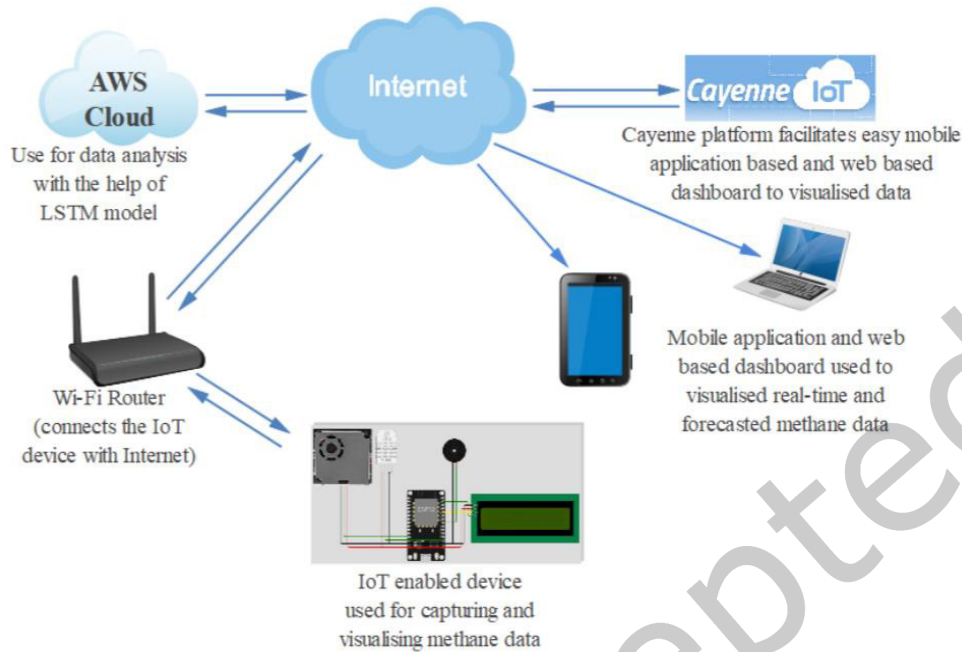 AWS
Cloud
Use for data analysis
with the help of
LSTM model
Internet
Cayenne IoT
Cayenne platform facilitates easy mobile
application based and web based
dashboard to visualised data
Mobile application and web
based dashboard used to
visualised real-time and
forecasted methane data
Wi-Fi Router
(connects the IoT
device with Internet)
IoT enabled device
used for capturing and
visualising methane data